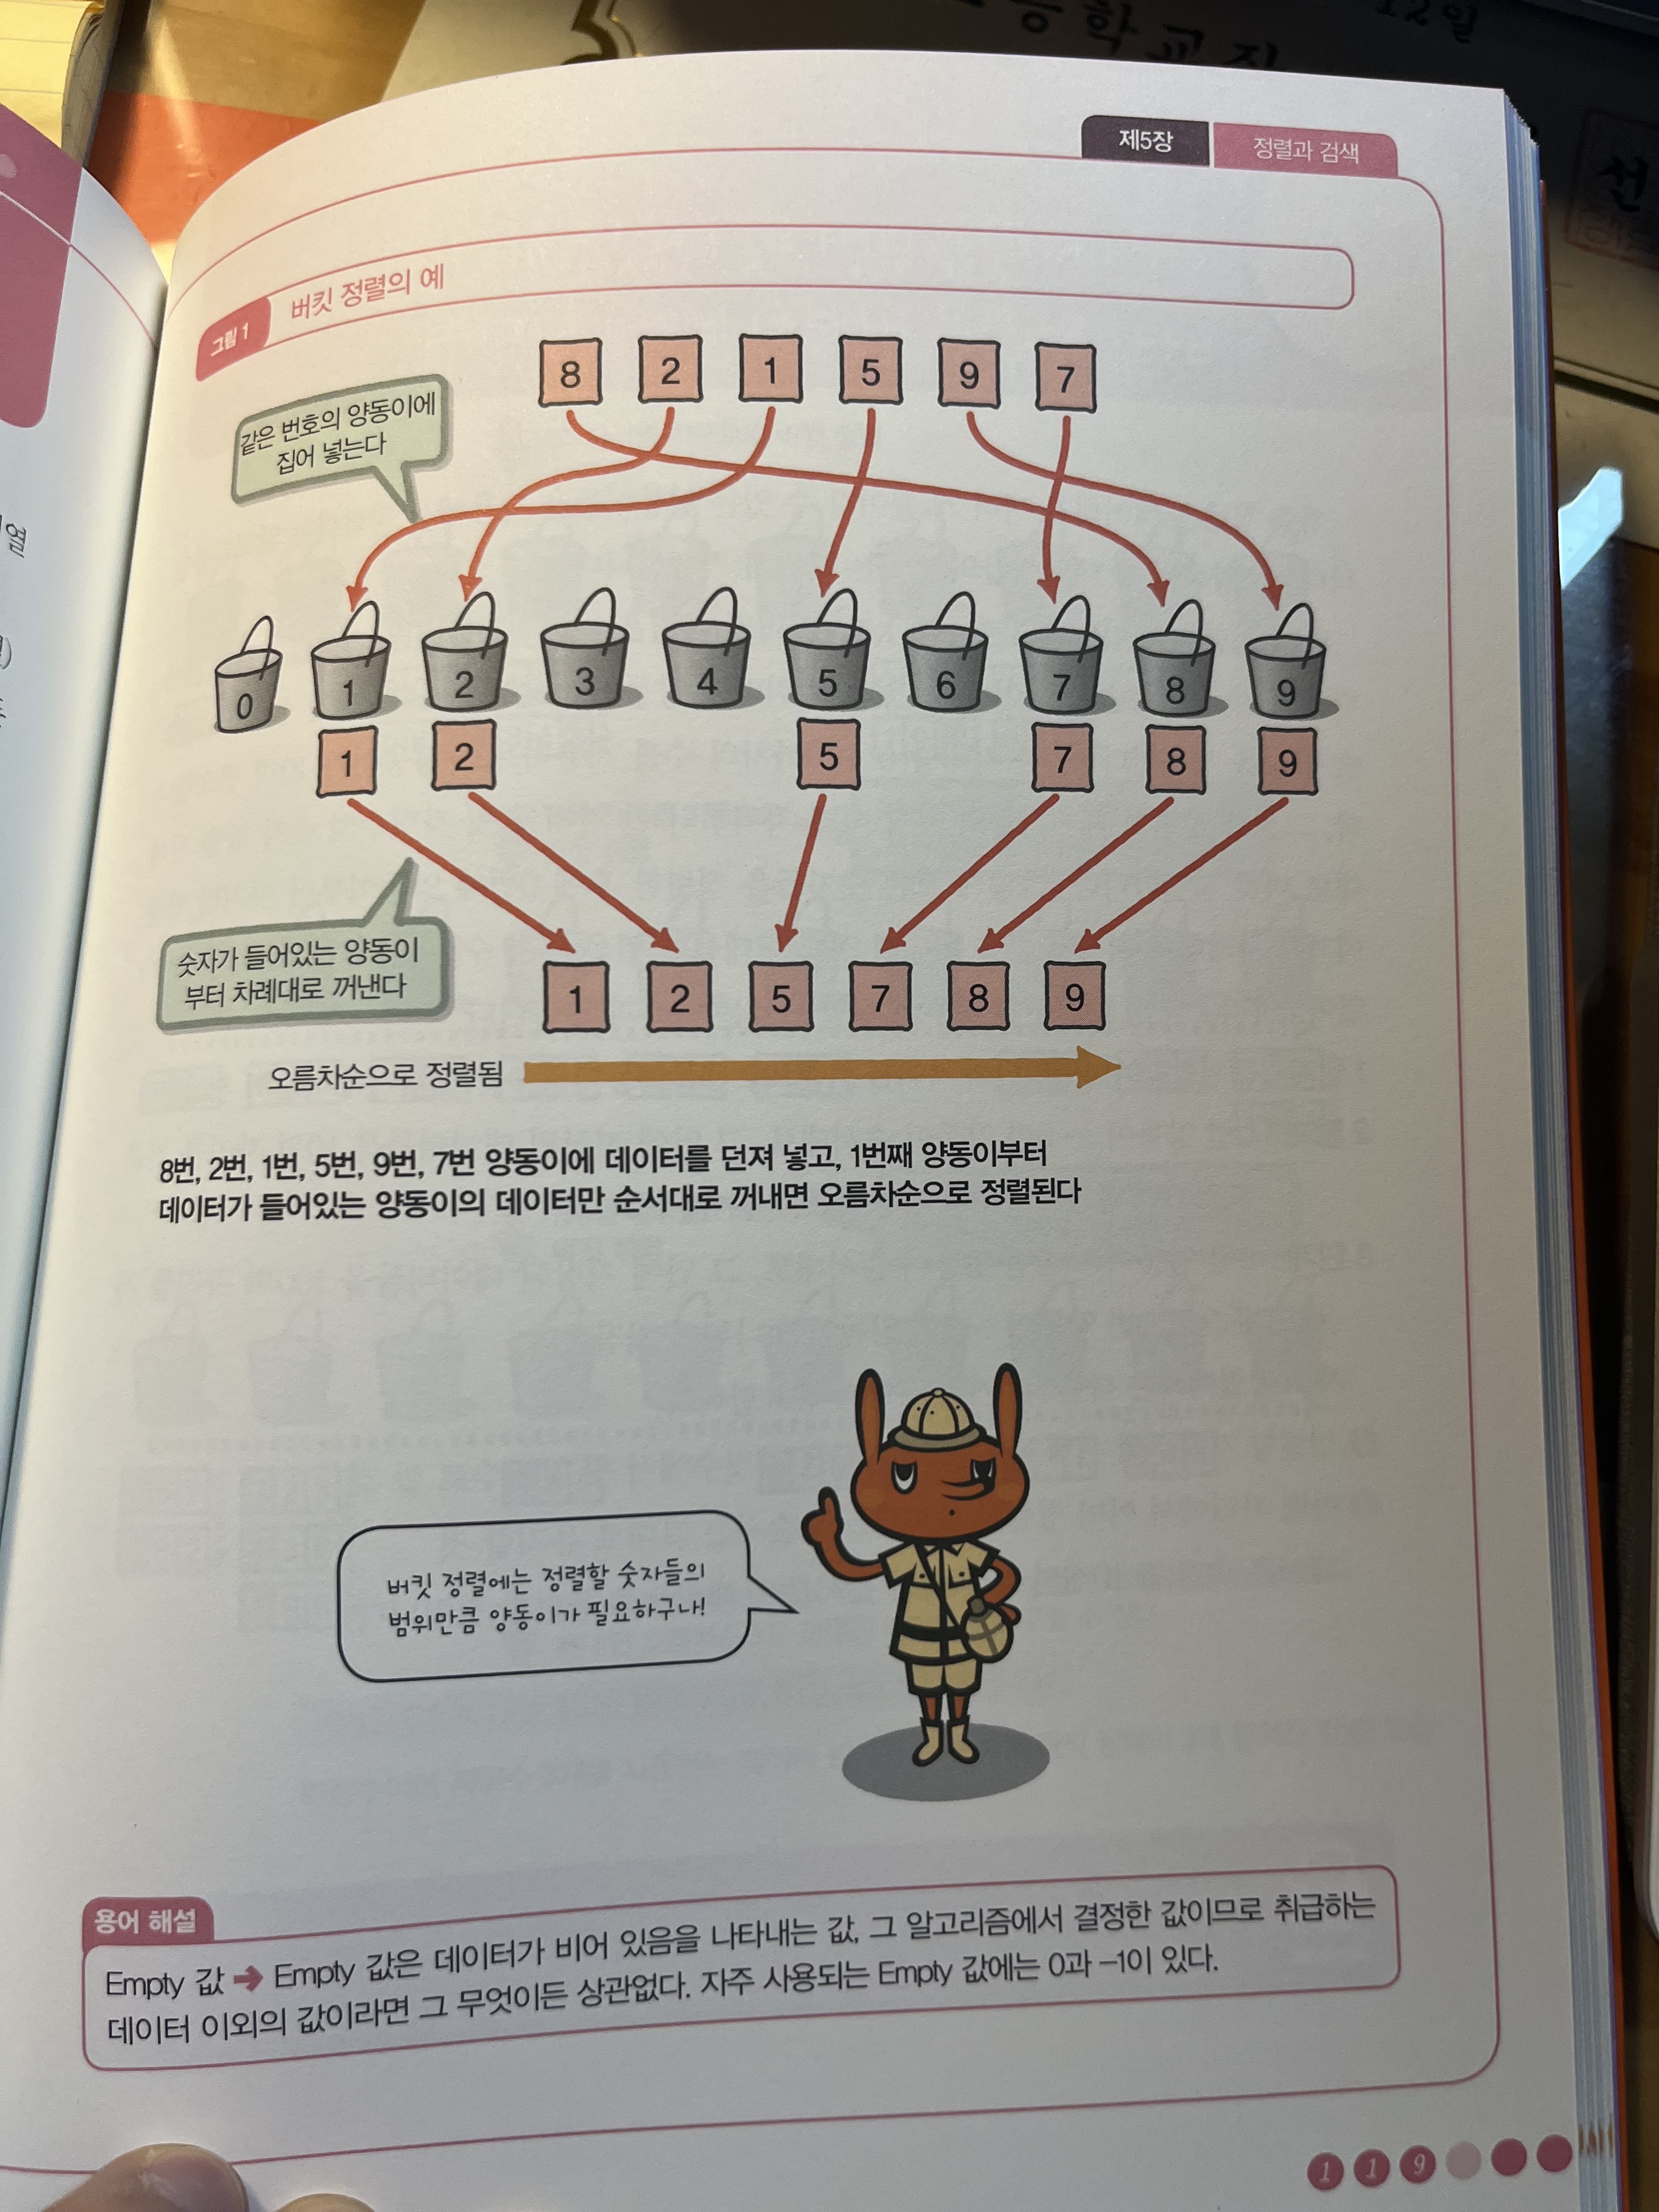 12일
등학교
제5장
정렬과 검색
그림 1
버킷 정렬의 예
8 2 1 5 9 7
같은 번호의 양동이에
집어 넣는다
0 1 2 3 4 5 6 7 8 9
1 2 5 7 8 9
숫자가 들어있는 양동이
부터 차례대로 꺼낸다
1 2 5 7 8 9
오름차순으로 정렬됨
8번, 2번, 1번, 5번, 9번, 7번 양동이에 데이터를 던져 넣고, 1번째 양동이부터
데이터가 들어있는 양동이의 데이터만 순서대로 꺼내면 오름차순으로 정렬된다
버킷 정렬에는 정렬할 숫자들의
범위만큼 양동이가 필요하구나!
용어 해설
Empty 값 ➔ Empty 값은 데이터가 비어 있음을 나타내는 값, 그 알고리즘에서 결정한 값이므로 취급하는
데이터 이외의 값이라면 그 무엇이든 상관없다. 자주 사용되는 Empty 값에는 0과 –1이 있다.
119